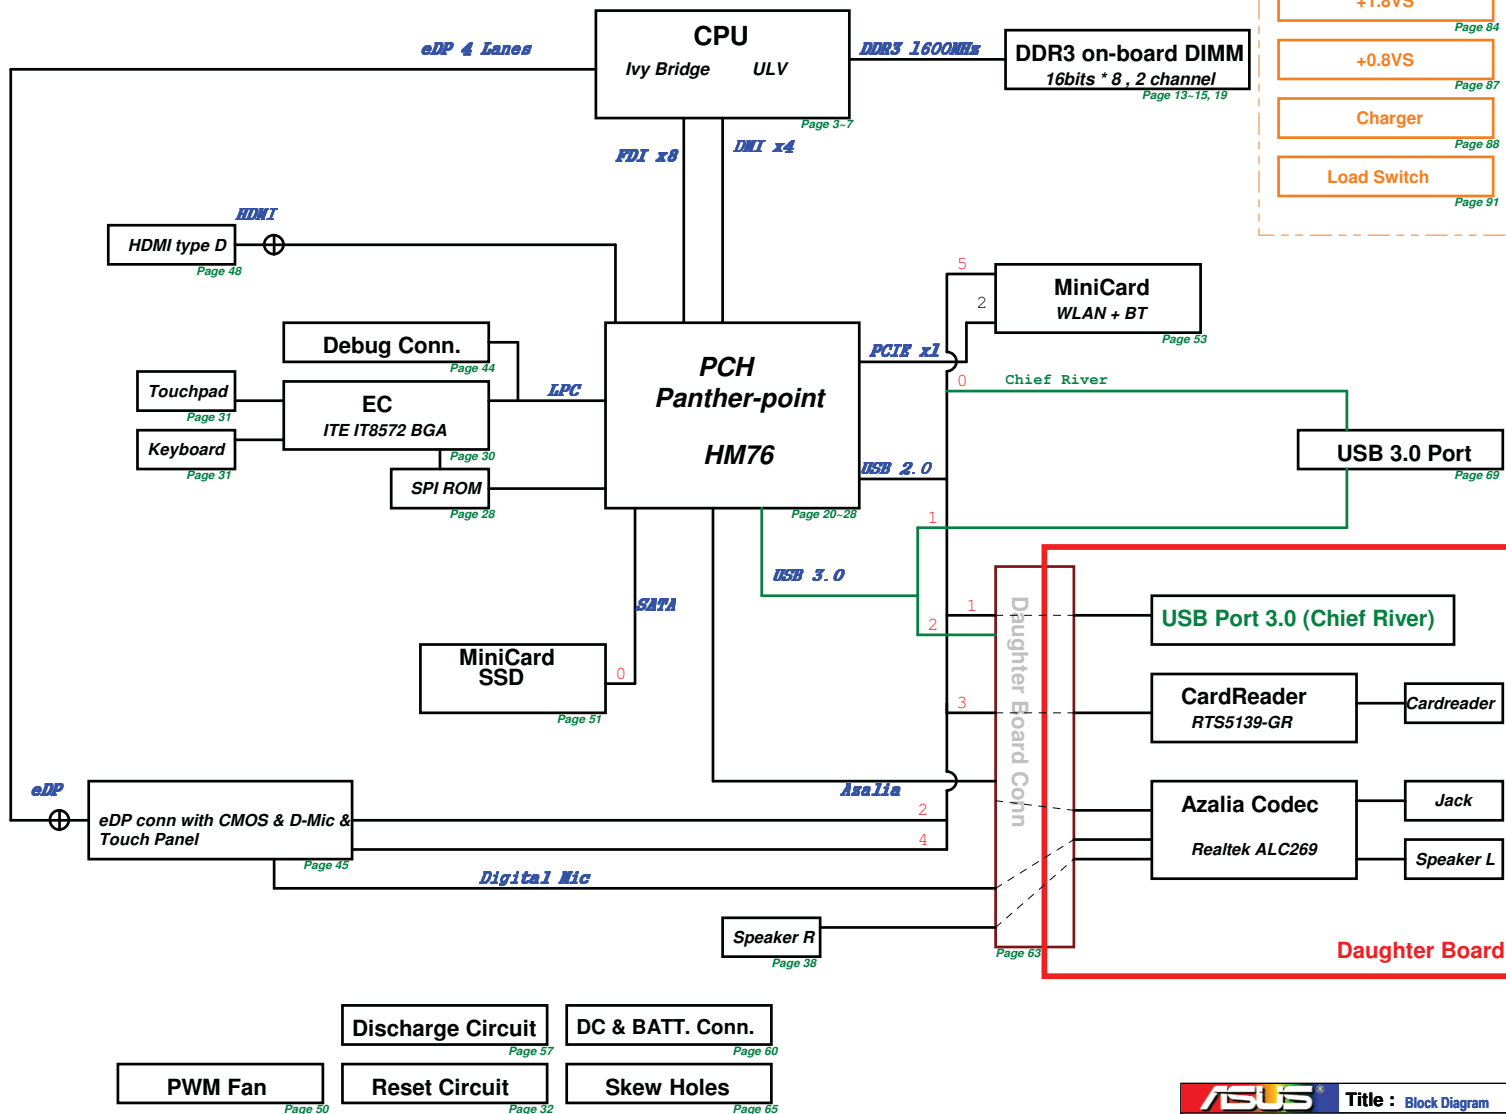 +1.8VS
Page 84
+0.8VS
Page 87
Charger
Page 88
Load Switch
Page 91
eDP 4 Lanes
CPU
Ivy Bridge ULV
Page 3~7
DDR3 1600MHz
DDR3 on-board DIMM
16bits * 8 , 2 channel
Page 13~15, 19
FDI x8
DMI x4
HDMI
HDMI type D
Page 48
5
2
MiniCard
WLAN + BT
Page 53
Debug Conn.
Page 44
Touchpad
Page 31
EC
ITE IT8572 BGA
Page 30
Keyboard
Page 31
SPI ROM
Page 28
LPC
PCH
Panther-point
HM76
Page 20~28
PCIE x1
0
Chief River
USB 2.0
USB 3.0 Port
Page 69
1
USB 3.0
SATA
MiniCard
SSD
0
Page 51
1
2
3
Daughter Board Conn
USB Port 3.0 (Chief River)
CardReader
RTS5139-GR
Cardreader
eDP
eDP conn with CMOS & D-Mic &
Touch Panel
Page 45
Azalia
2
4
Azalia Codec
Realtek ALC269
Jack
Speaker L
Digital Mic
Speaker R
Page 38
Page 63
Daughter Board
Discharge Circuit
Page 57
DC & BATT. Conn.
Page 60
PWM Fan
Page 50
Reset Circuit
Page 32
Skew Holes
Page 65
ASUS®
Title : Block Diagram